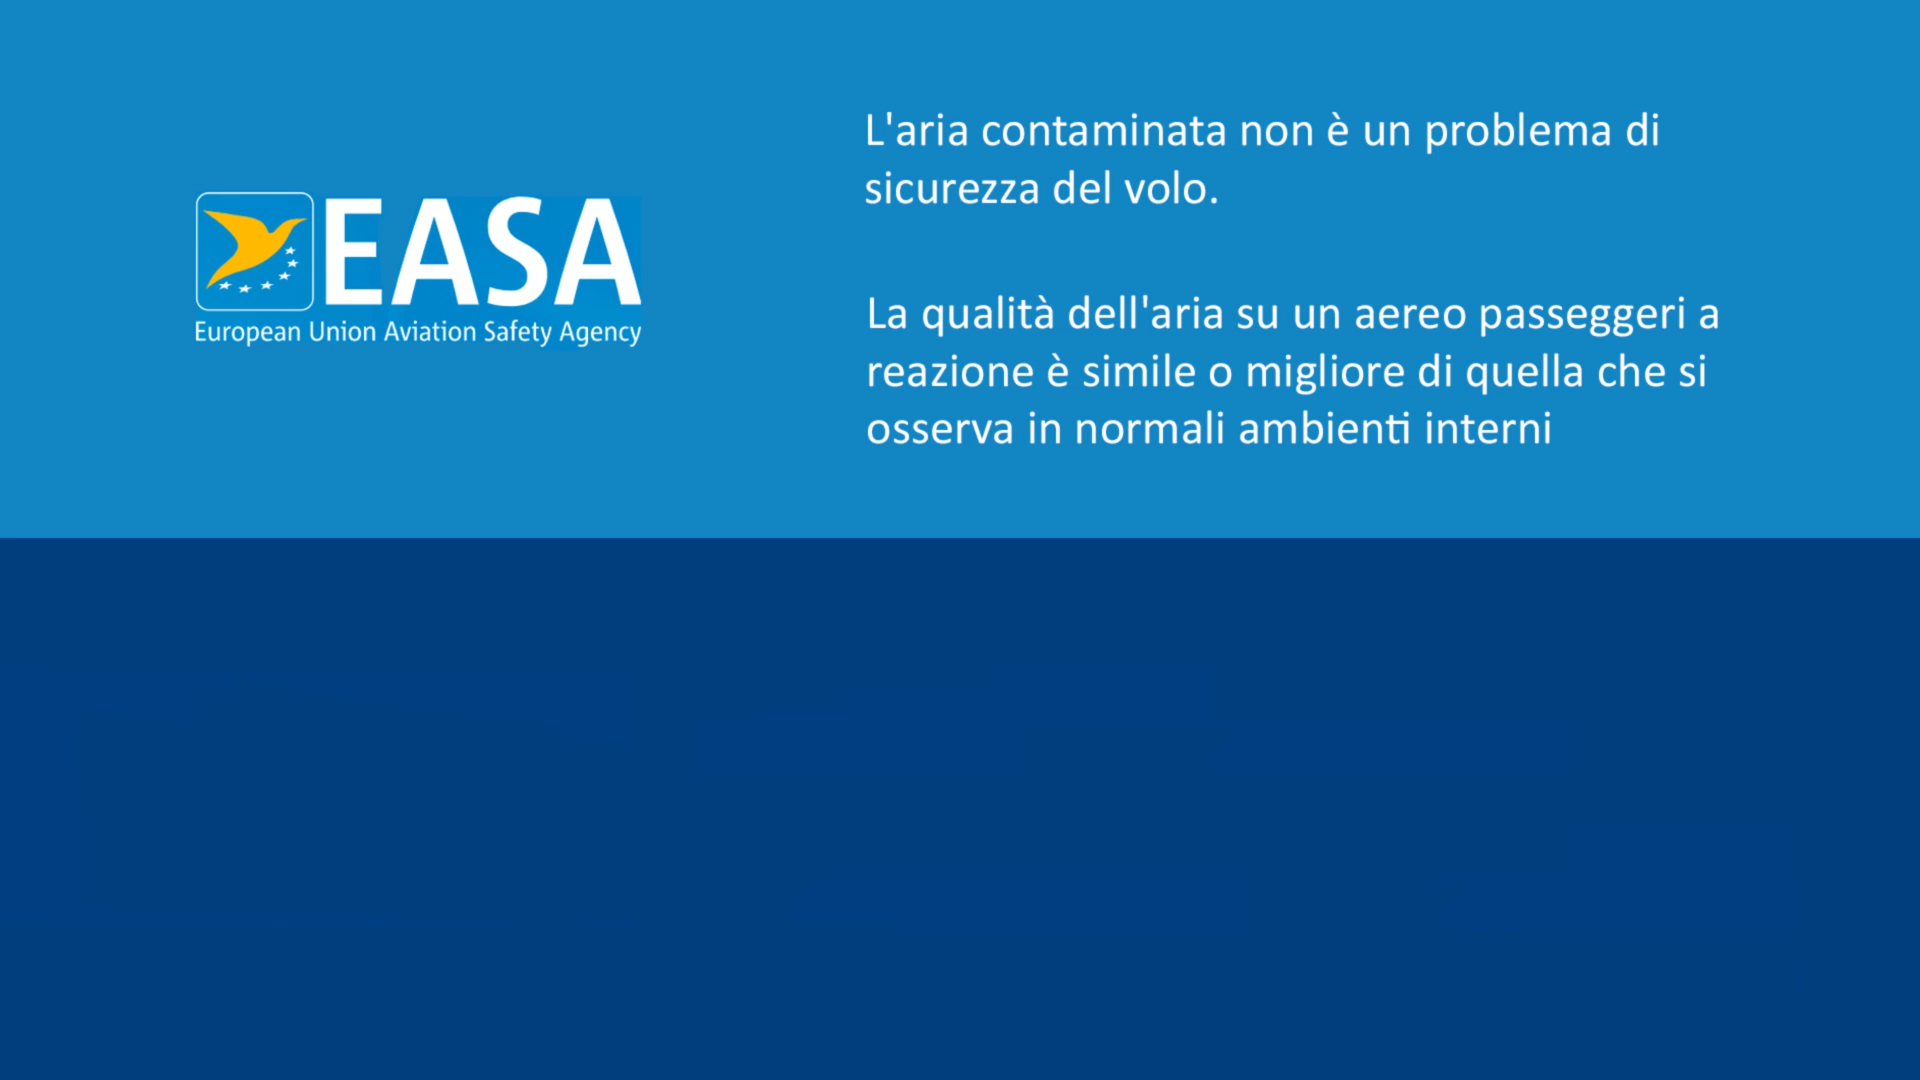 EASA
European Union Aviation Safety Agency
L'aria contaminata non è un problema di
sicurezza del volo.
La qualità dell'aria su un aereo passeggeri a
reazione è simile o migliore di quella che si
osserva in normali ambienti interni